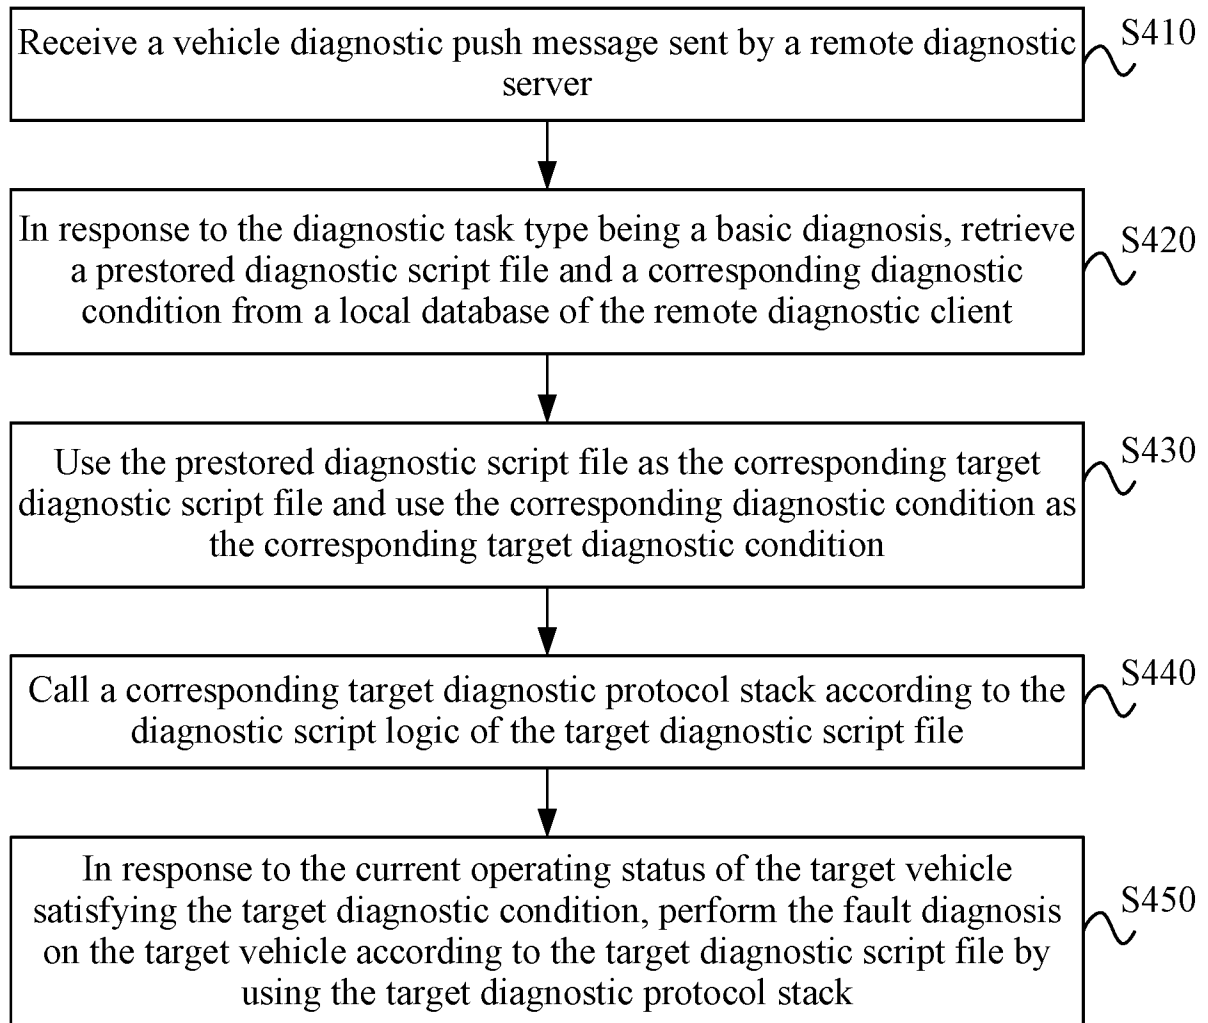 Receive a vehicle diagnostic push message sent by a remote diagnostic
server
S410
In response to the diagnostic task type being a basic diagnosis, retrieve
a prestored diagnostic script file and a corresponding diagnostic
condition from a local database of the remote diagnostic client
S420
Use the prestored diagnostic script file as the corresponding target
diagnostic script file and use the corresponding diagnostic condition as
the corresponding target diagnostic condition
S430
Call a corresponding target diagnostic protocol stack according to the
diagnostic script logic of the target diagnostic script file
S440
In response to the current operating status of the target vehicle
satisfying the target diagnostic condition, perform the fault diagnosis
on the target vehicle according to the target diagnostic script file by
using the target diagnostic protocol stack
S450